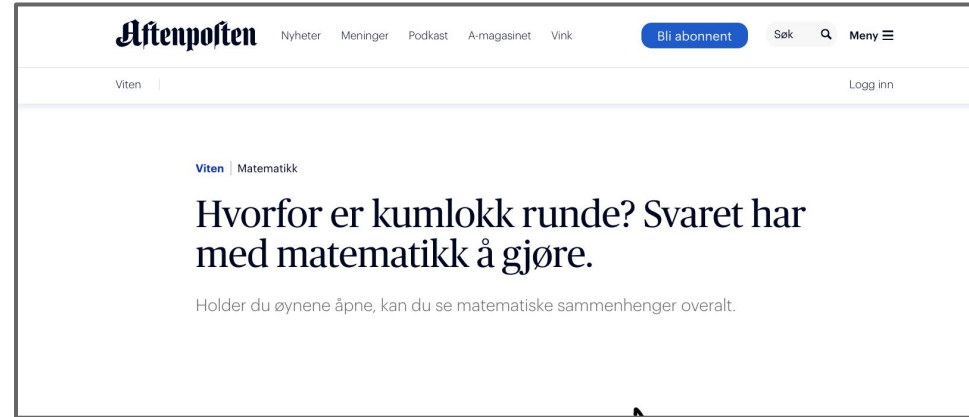 Aftenposten Nyheter Meninger Podkast A-magasinet Vink Bli abonnent Søk Meny
Viten Logg inn
Viten | Matematikk
Hvorfor er kumlokk runde? Svaret har
med matematikk å gjøre.
Holder du øynene åpne, kan du se matematiske sammenhenger overalt.